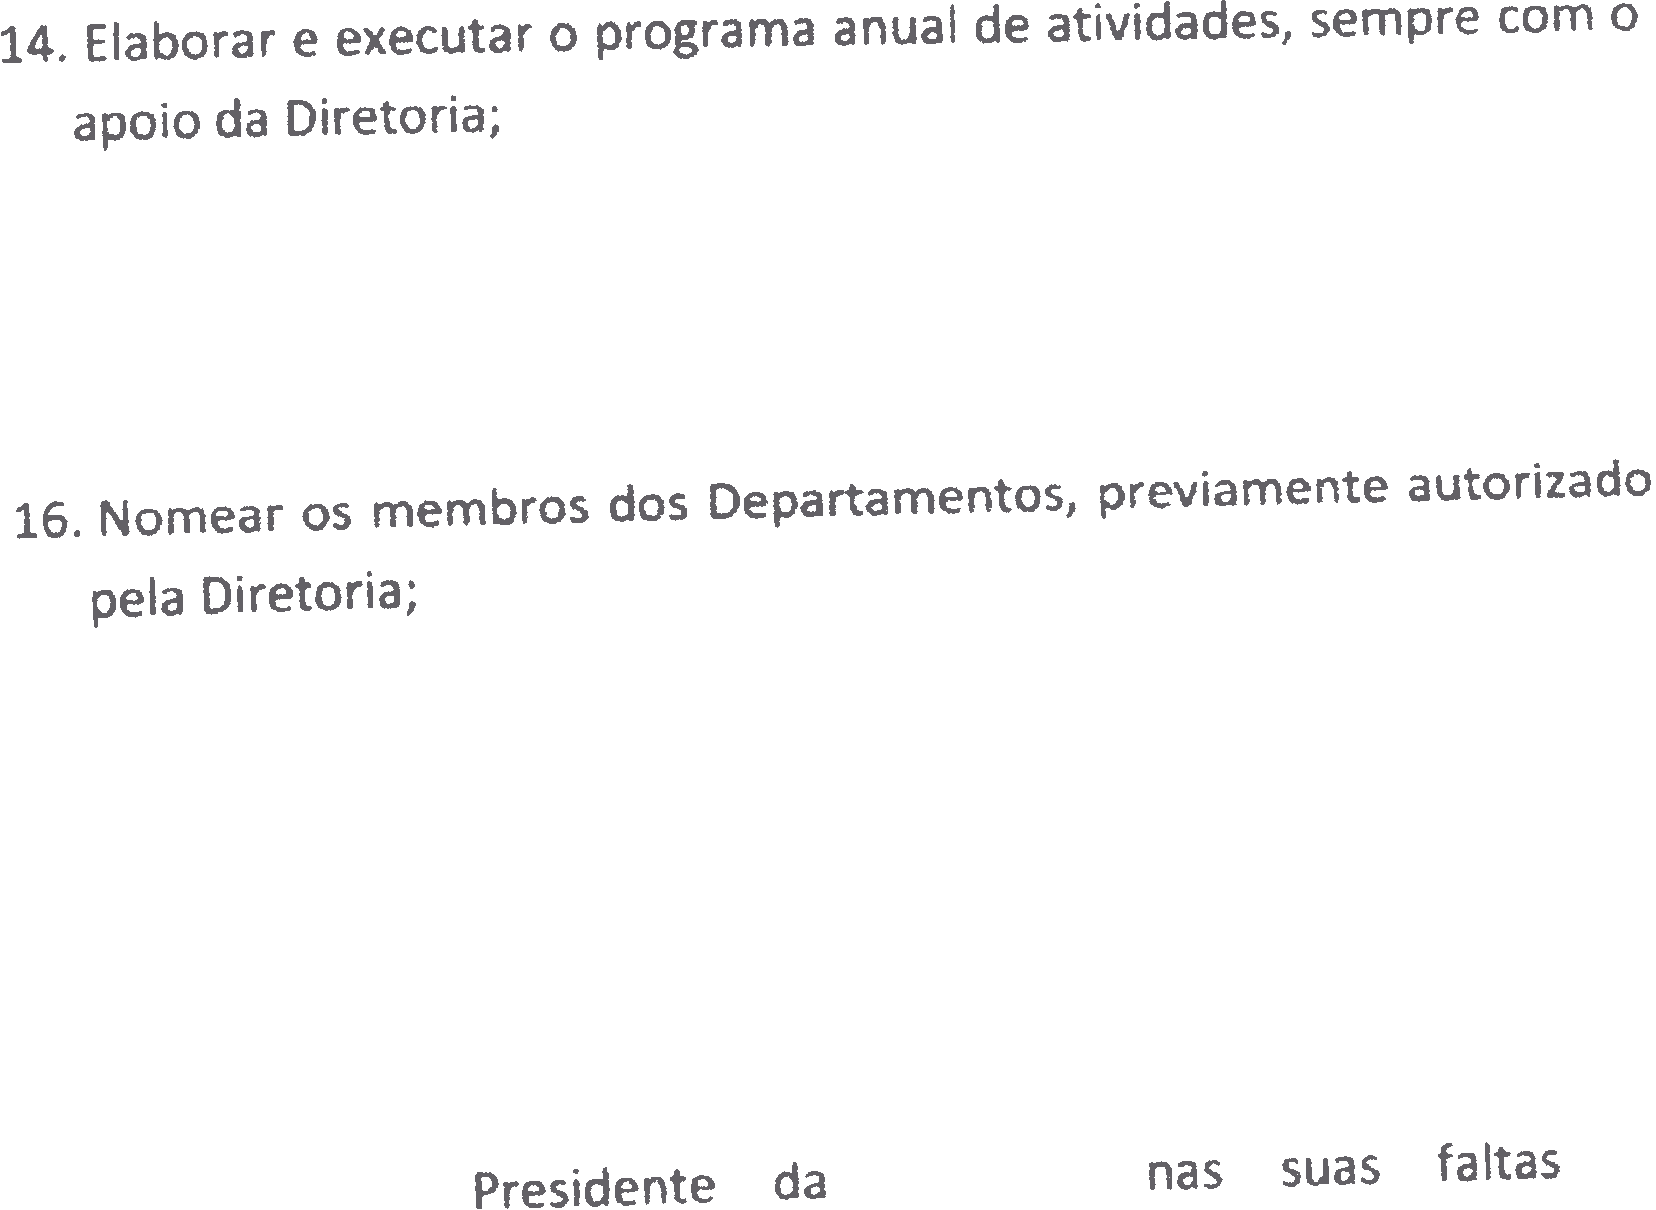 14. Elaborar e executar o programa anual de atividades, sempre com o
apoio da Diretoria;
16. Nomear os membros dos Departamentos, previamente autorizado
pela Diretoria;
Presidente da nas suas faltas